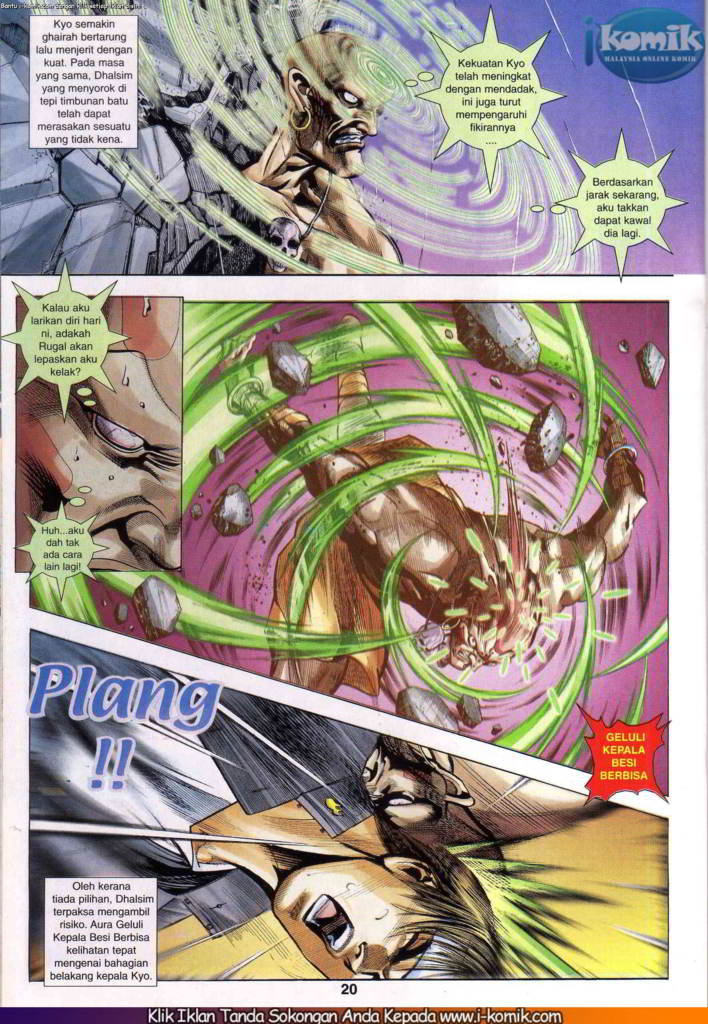 Kyo semakin
ghairah bertarung
lalu menjerit dengan
kuat. Pada masa
yang sama, Dhalsim
yang menyorok di
tepi timbunan batu
telah dapat
merasakan sesuatu
yang tidak kena.
Kekuatan Kyo
telah meningkat
dengan mendadak,
ini juga turut
mempengaruhi
fikirannya
....
ikomik
MALAYSIA ONLINE KOMIK
Berdasarkan
jarak sekarang,
aku takkan
dapat kawal
dia lagi.
Kalau aku
larikan diri hari
ni, adakah
Rugal akan
lepaskan aku
kelak?
Huh...aku
dah tak
ada cara
lain lagi!
GELULI
KEPALA
BESI
BERBISA
Plang
!!
Oleh kerana
tiada pilihan, Dhalsim
terpaksa mengambil
risiko. Aura Geluli
Kepala Besi Berbisa
kelihatan tepat
mengenai bahagian
belakang kepala Kyo.
20
Klik Iklan Tanda Sokongan Anda Kepada www.i-komik.com